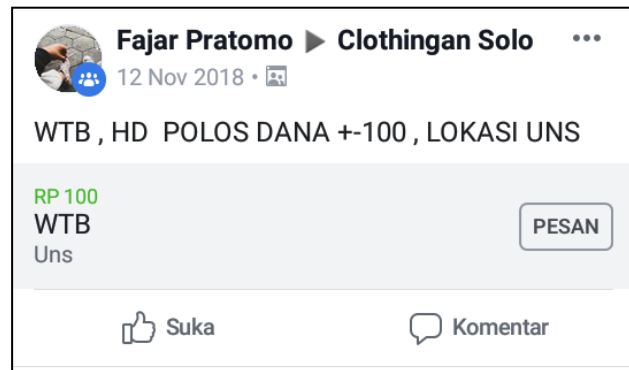 Fajar Pratomo ▶ Clothingan Solo
12 Nov 2018 •
WTB , HD POLOS DANA +-100 , LOKASI UNS
RP 100
WTB
Uns
PESAN
Suka
Komentar